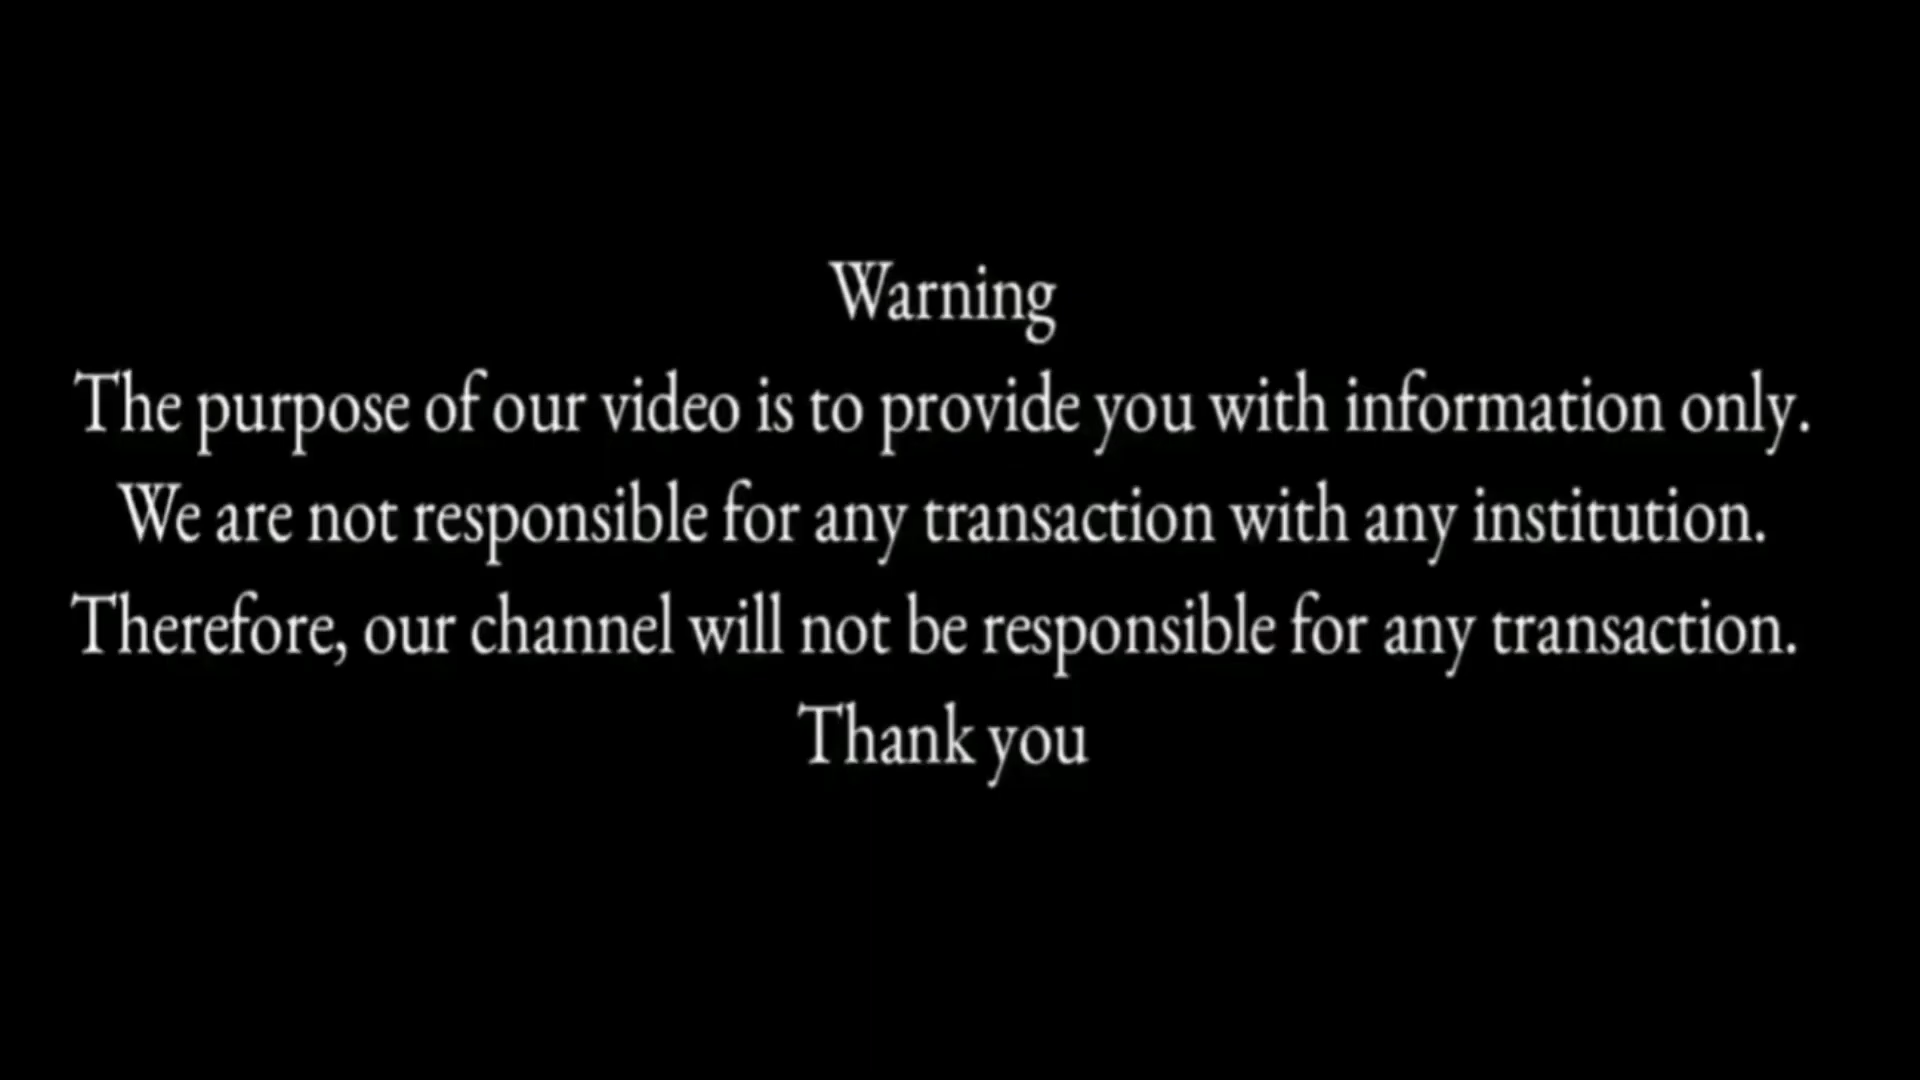 Warning
The purpose of our video is to provide you with information only.
We are not responsible for any transaction with any institution.
Therefore, our channel will not be responsible for any transaction.
Thank you